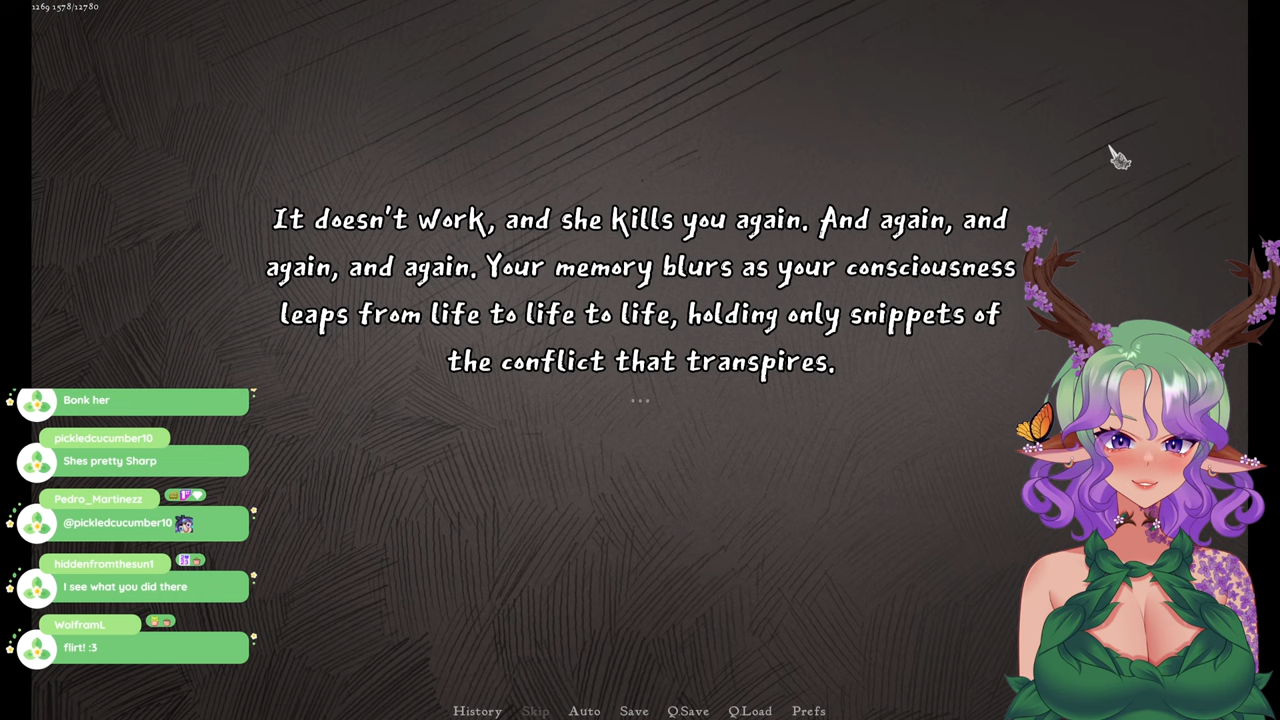 1269 1578/12780
It doesn't work, and she kills you again. And again, and
again, and again. Your memory blurs as your consciousness
leaps from life to life to life, holding only snippets of
the conflict that transpires.
...
Bonk her
pickledcucumber10
Shes pretty Sharp
Pedro_Martinezz
@pickledcucumber10
hiddenfromthesun1
I see what you did there
WolframL
flirt! :3
History Skip Auto Save Q.Save Q.Load Prefs